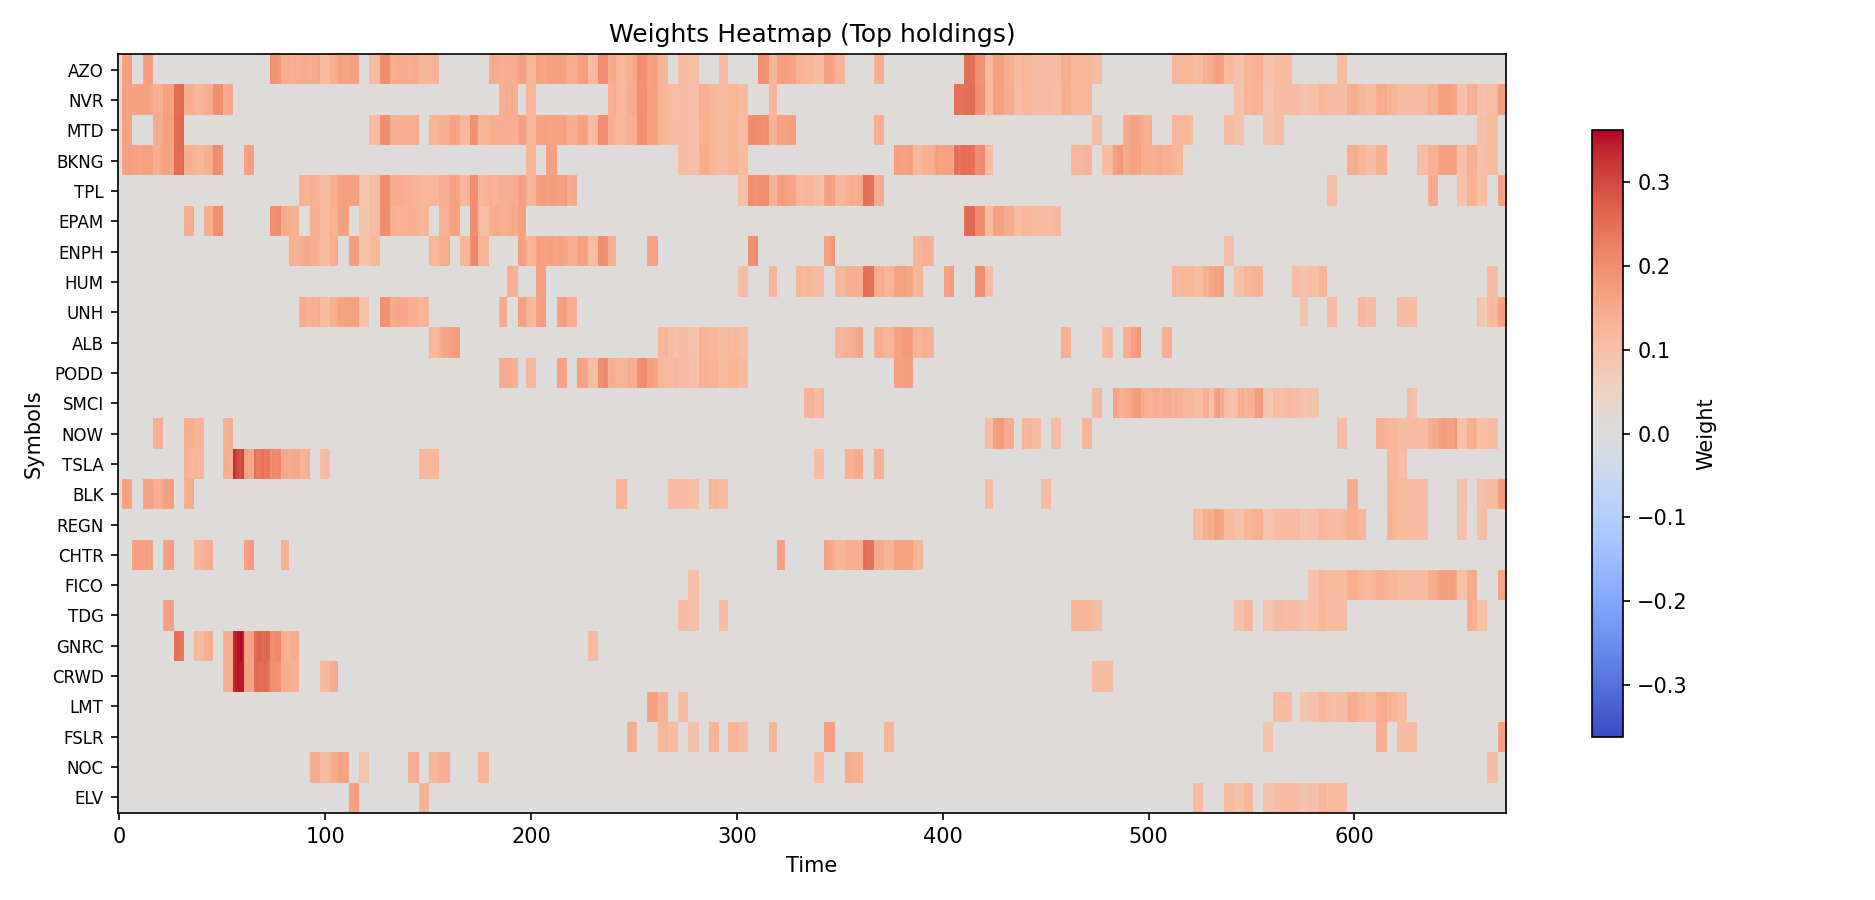 Weights Heatmap (Top holdings)
AZO
NVR
MTD
BKNG
TPL
EPAM
ENPH
HUM
UNH
ALB
PODD
SMCI
NOW
TSLA
BLK
REGN
CHTR
FICO
TDG
GNRC
CRWD
LMT
FSLR
NOC
ELV
Symbols
0 100 200 300 400 500 600
Time
0.3
0.2
0.1
0.0
−0.1
−0.2
−0.3
Weight